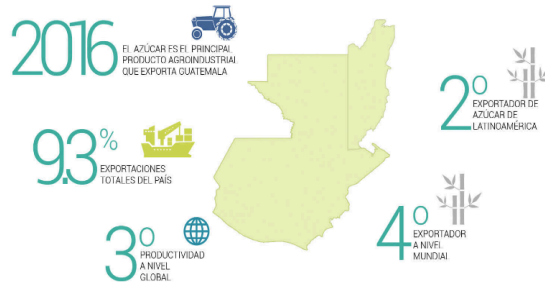 2016
EL AZÚCAR ES EL PRINCIPAL
PRODUCTO AGROINDUSTRIAL
QUE EXPORTA GUATEMALA
9.3%
EXPORTACIONES
TOTALES DEL PAÍS
3º
PRODUCTIVIDAD
A NIVEL
GLOBAL
2º
EXPORTADOR DE
AZÚCAR DE
LATINOAMÉRICA
4º
EXPORTADOR
A NIVEL
MUNDIAL